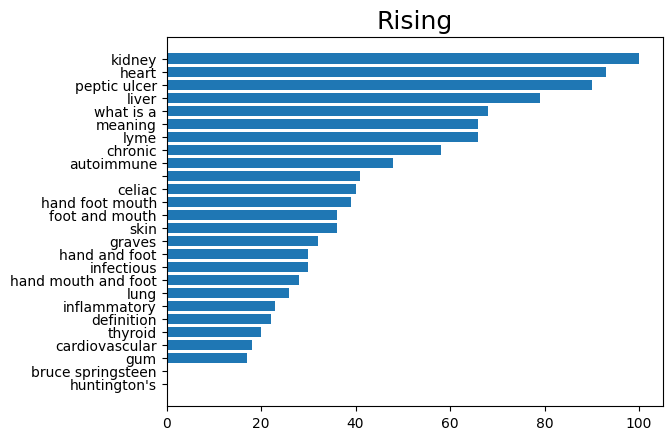 Rising
kidney
heart
peptic ulcer
liver
what is a
meaning
lyme
chronic
autoimmune
celiac
hand foot mouth
foot and mouth
skin
graves
hand and foot
infectious
hand mouth and foot
lung
inflammatory
definition
thyroid
cardiovascular
gum
bruce springsteen
huntington's
0 20 40 60 80 100